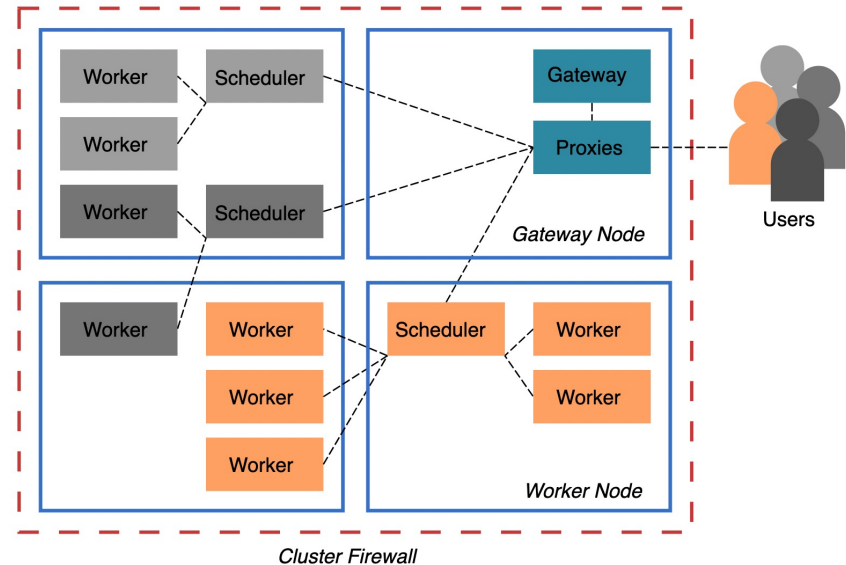 Worker
Scheduler
Worker
Worker
Scheduler
Gateway
Proxies
Gateway Node
Users
Worker
Worker
Worker
Worker
Scheduler
Worker
Worker
Worker Node
Cluster Firewall